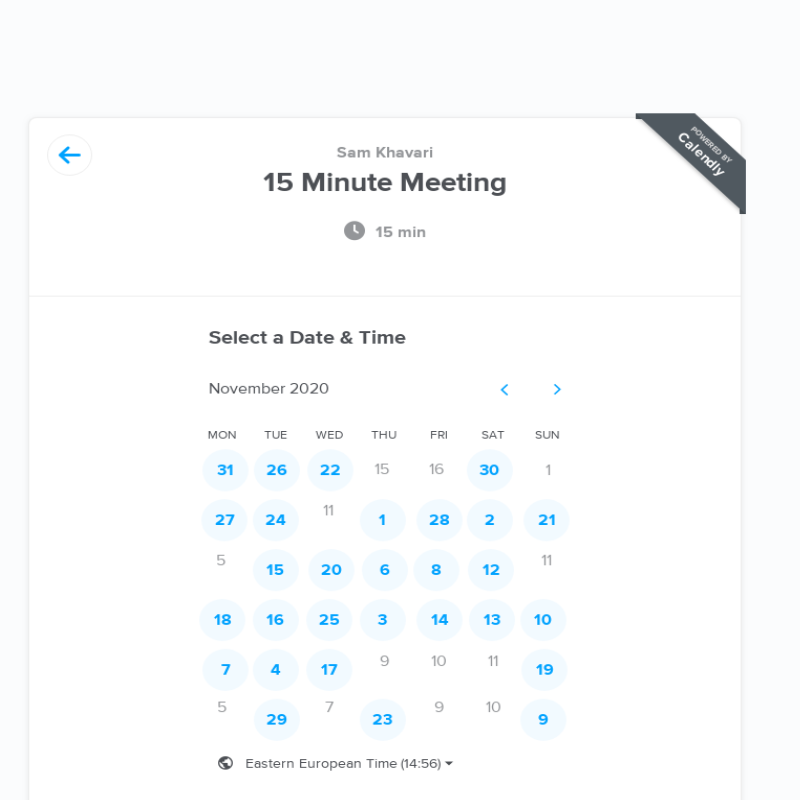 POWERED BY
Calendly
Sam Khavari
15 Minute Meeting
15 min
Select a Date & Time
November 2020
MON TUE WED THU FRI SAT SUN
31 26 22 15 16 30 1
27 24 11 1 28 2 21
5 15 20 6 8 12 11
18 16 25 3 14 13 10
7 4 17 9 10 11 19
5 29 7 23 9 10 9
Eastern European Time (14:56)